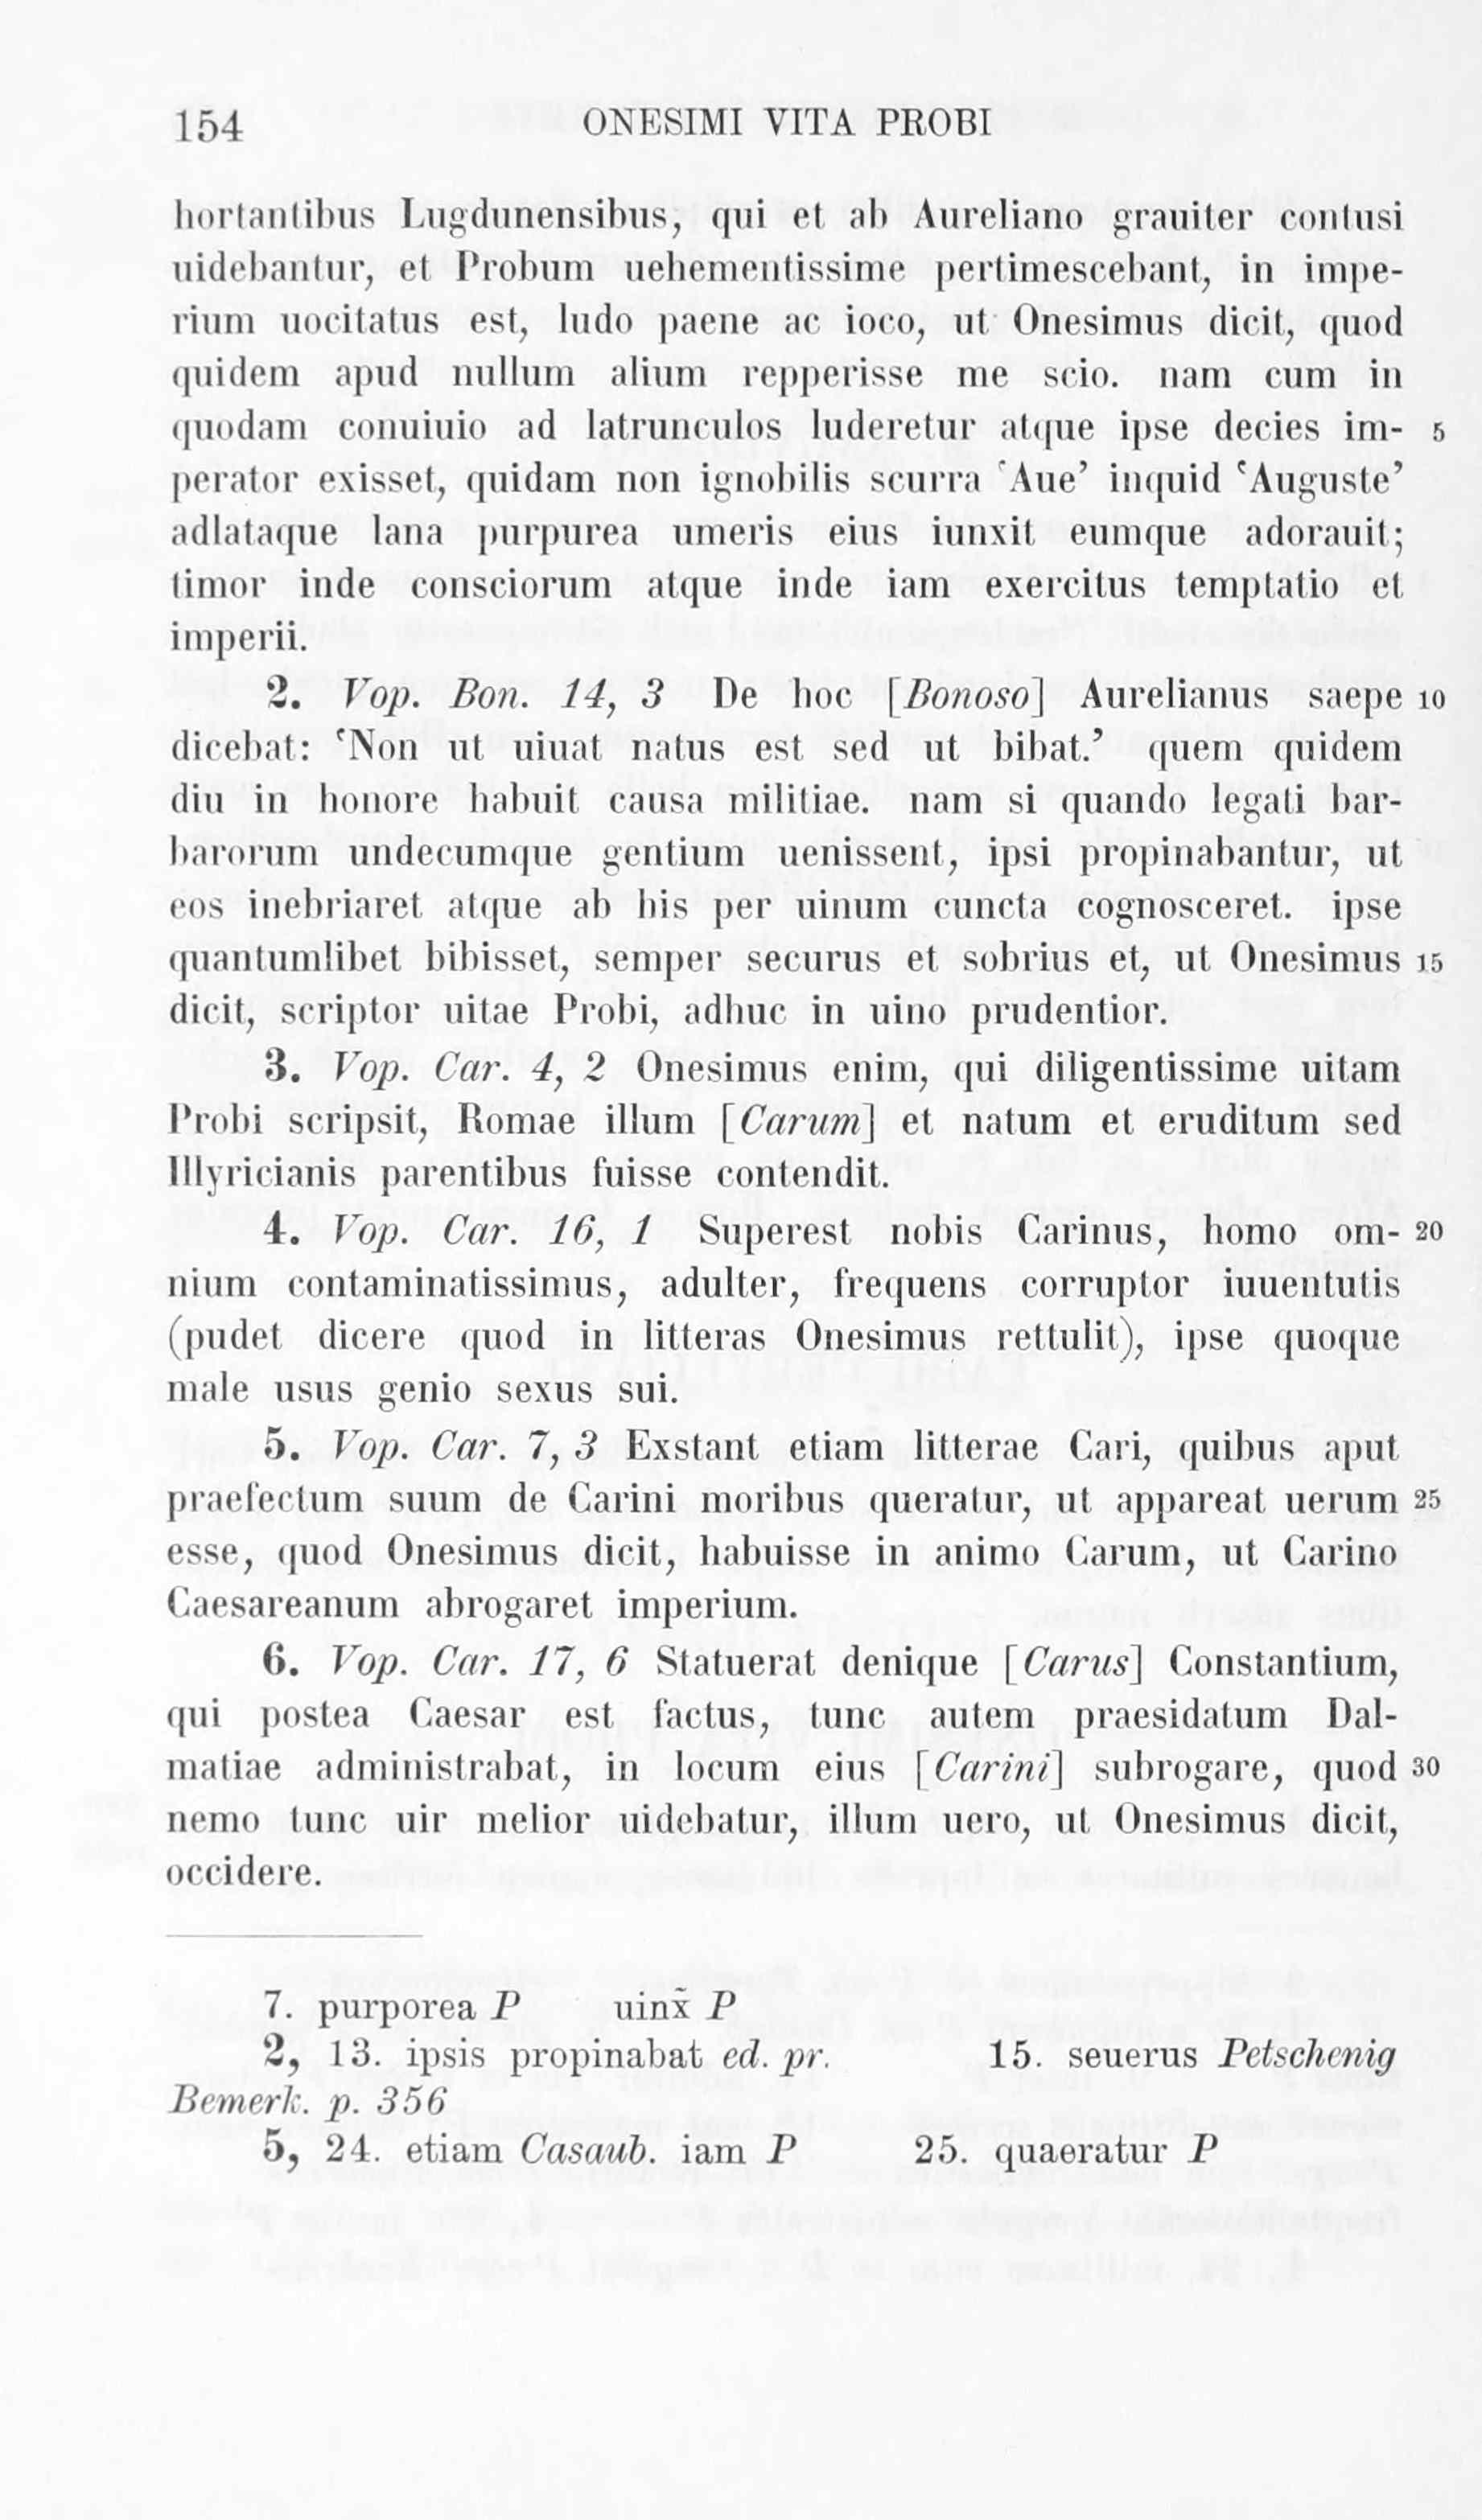 154 ONESIMI VITA PROBI
hortantibus Lugdunensibus, qui et ab Aureliano grauiter contusi
uidebantur, et Probum uehementissime pertimescebant, in impe-
rium uocitatus est, ludo paene ac ioco, ut Onesimus dicit, quod
quidem apud nullum alium repperisse me scio. nam cum in
quodam conuiuio ad latrunculos luderetur atque ipse decies im- 5
perator exisset, quidam non ignobilis scurra ‘Aue’ inquid ‘Auguste’
adlataque lana purpurea umeris eius iunxit eumque adorauit;
timor inde consciorum atque inde iam exercitus temptatio et
imperii.
2. Vop. Bon. 14, 3 De hoc [Bonoso] Aurelianus saepe 10
dicebat: ‘Non ut uiuat natus est sed ut bibat.’ quem quidem
diu in honore habuit causa militiae. nam si quando legati bar-
barorum undecumque gentium uenissent, ipsi propinabantur, ut
eos inebriaret atque ab his per uinum cuncta cognosceret. ipse
quantumlibet bibisset, semper securus et sobrius et, ut Onesimus 15
dicit, scriptor uitae Probi, adhuc in uino prudentior.
3. Vop. Car. 4, 2 Onesimus enim, qui diligentissime uitam
Probi scripsit, Romae illum [Carum] et natum et eruditum sed
Illyricianis parentibus fuisse contendit.
4. Vop. Car. 16, 1 Superest nobis Carinus, homo om- 20
nium contaminatissimus, adulter, frequens corruptor iuuentutis
(pudet dicere quod in litteras Onesimus rettulit), ipse quoque
male usus genio sexus sui.
5. Vop. Car. 7, 3 Exstant etiam litterae Cari, quibus aput
praefectum suum de Carini moribus queratur, ut appareat uerum 25
esse, quod Onesimus dicit, habuisse in animo Carum, ut Carino
Caesareanum abrogaret imperium.
6. Vop. Car. 17, 6 Statuerat denique [Carus] Constantium,
qui postea Caesar est factus, tunc autem praesidatum Dal-
matiae administrabat, in locum eius [Carini] subrogare, quod 30
nemo tunc uir melior uidebatur, illum uero, ut Onesimus dicit,
occidere.
7. purporea P uinx̃ P
2, 13. ipsis propinabat ed. pr. 15. seuerus Petschenig
Bemerk. p. 356
5, 24. etiam Casaub. iam P 25. quaeratur P